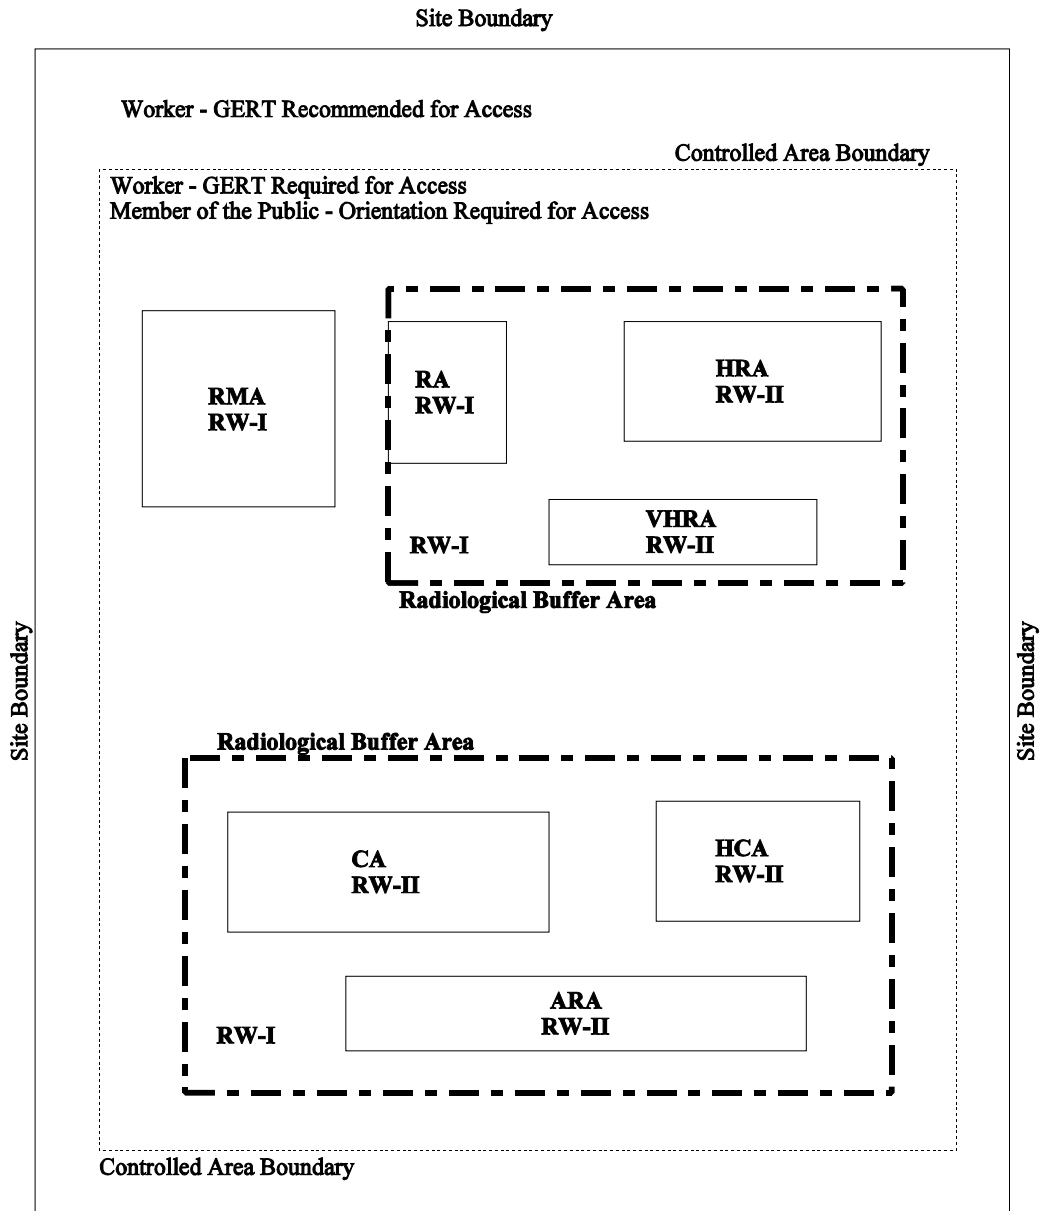 Site Boundary
Worker - GERT Recommended for Access
Controlled Area Boundary
Worker - GERT Required for Access
Member of the Public - Orientation Required for Access
RMA
RW-I
RA
RW-I
HRA
RW-II
VHRA
RW-II
RW-I
Radiological Buffer Area
Site Boundary
Site Boundary
Radiological Buffer Area
CA
RW-II
HCA
RW-II
ARA
RW-II
RW-I
Controlled Area Boundary